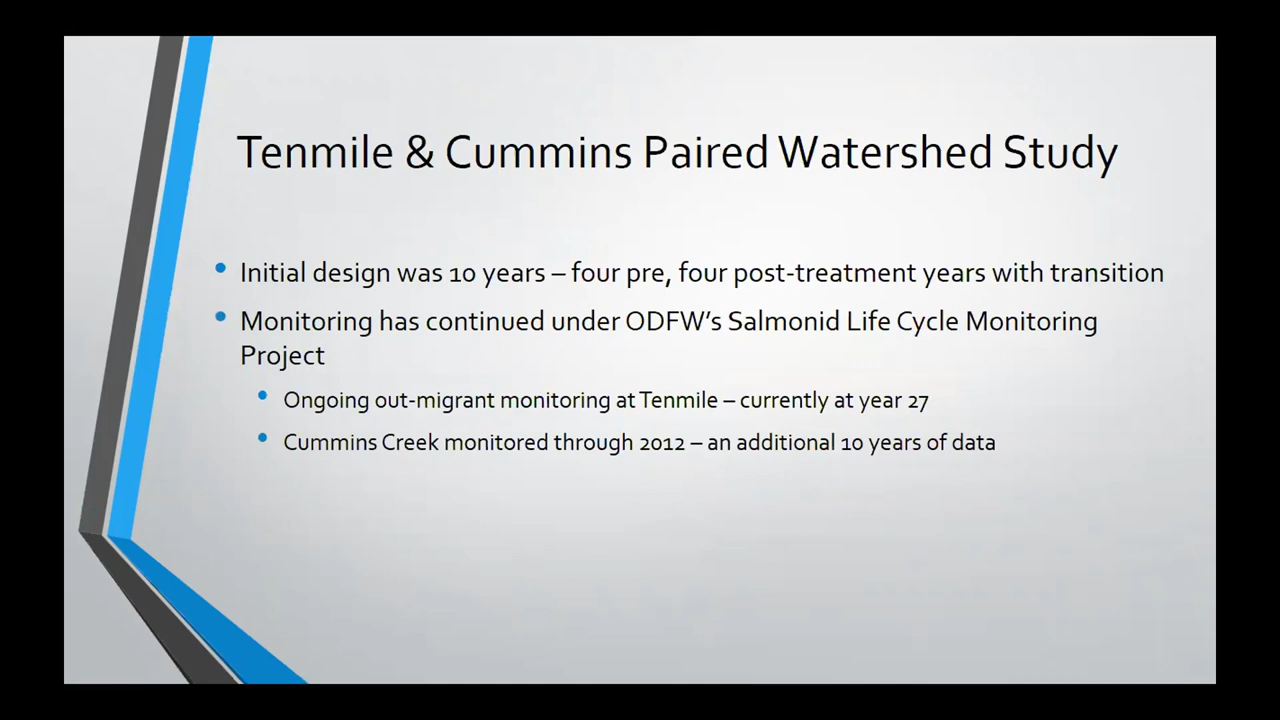 Tenmile & Cummins Paired Watershed Study
• Initial design was 10 years – four pre, four post-treatment years with transition
• Monitoring has continued under ODFW's Salmonid Life Cycle Monitoring
Project
• Ongoing out-migrant monitoring at Tenmile – currently at year 27
• Cummins Creek monitored through 2012 – an additional 10 years of data